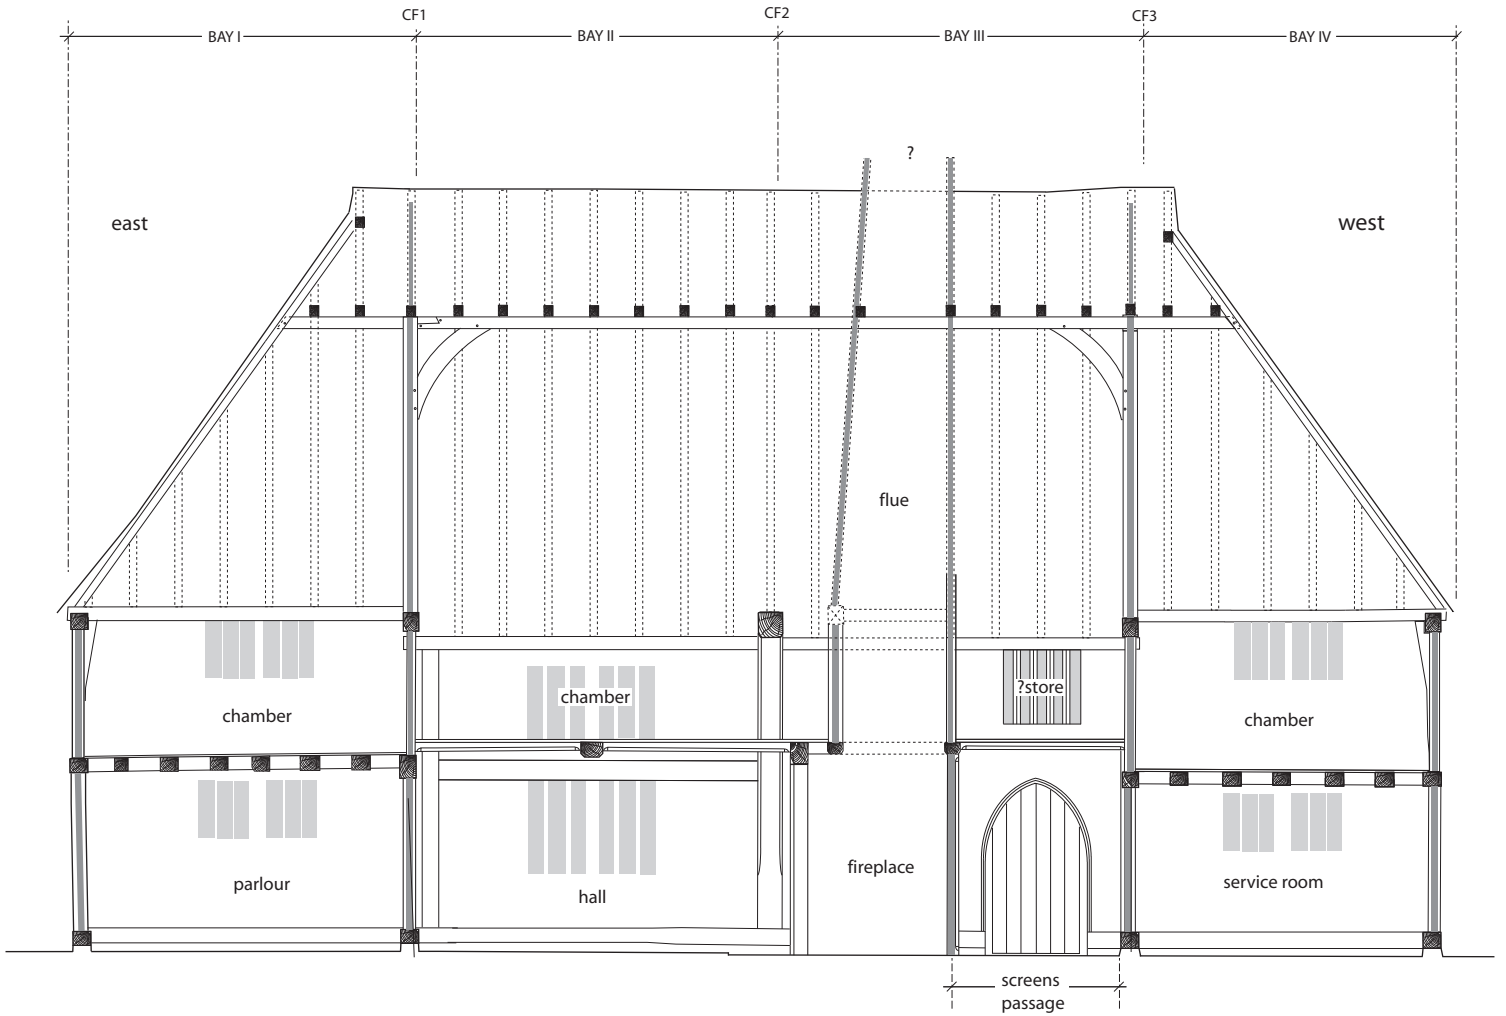 CF1
CF2
CF3
BAY I
BAY II
BAY III
BAY IV
?
east
west
flue
chamber
chamber
?store
chamber
parlour
hall
fireplace
service room
screens
passage